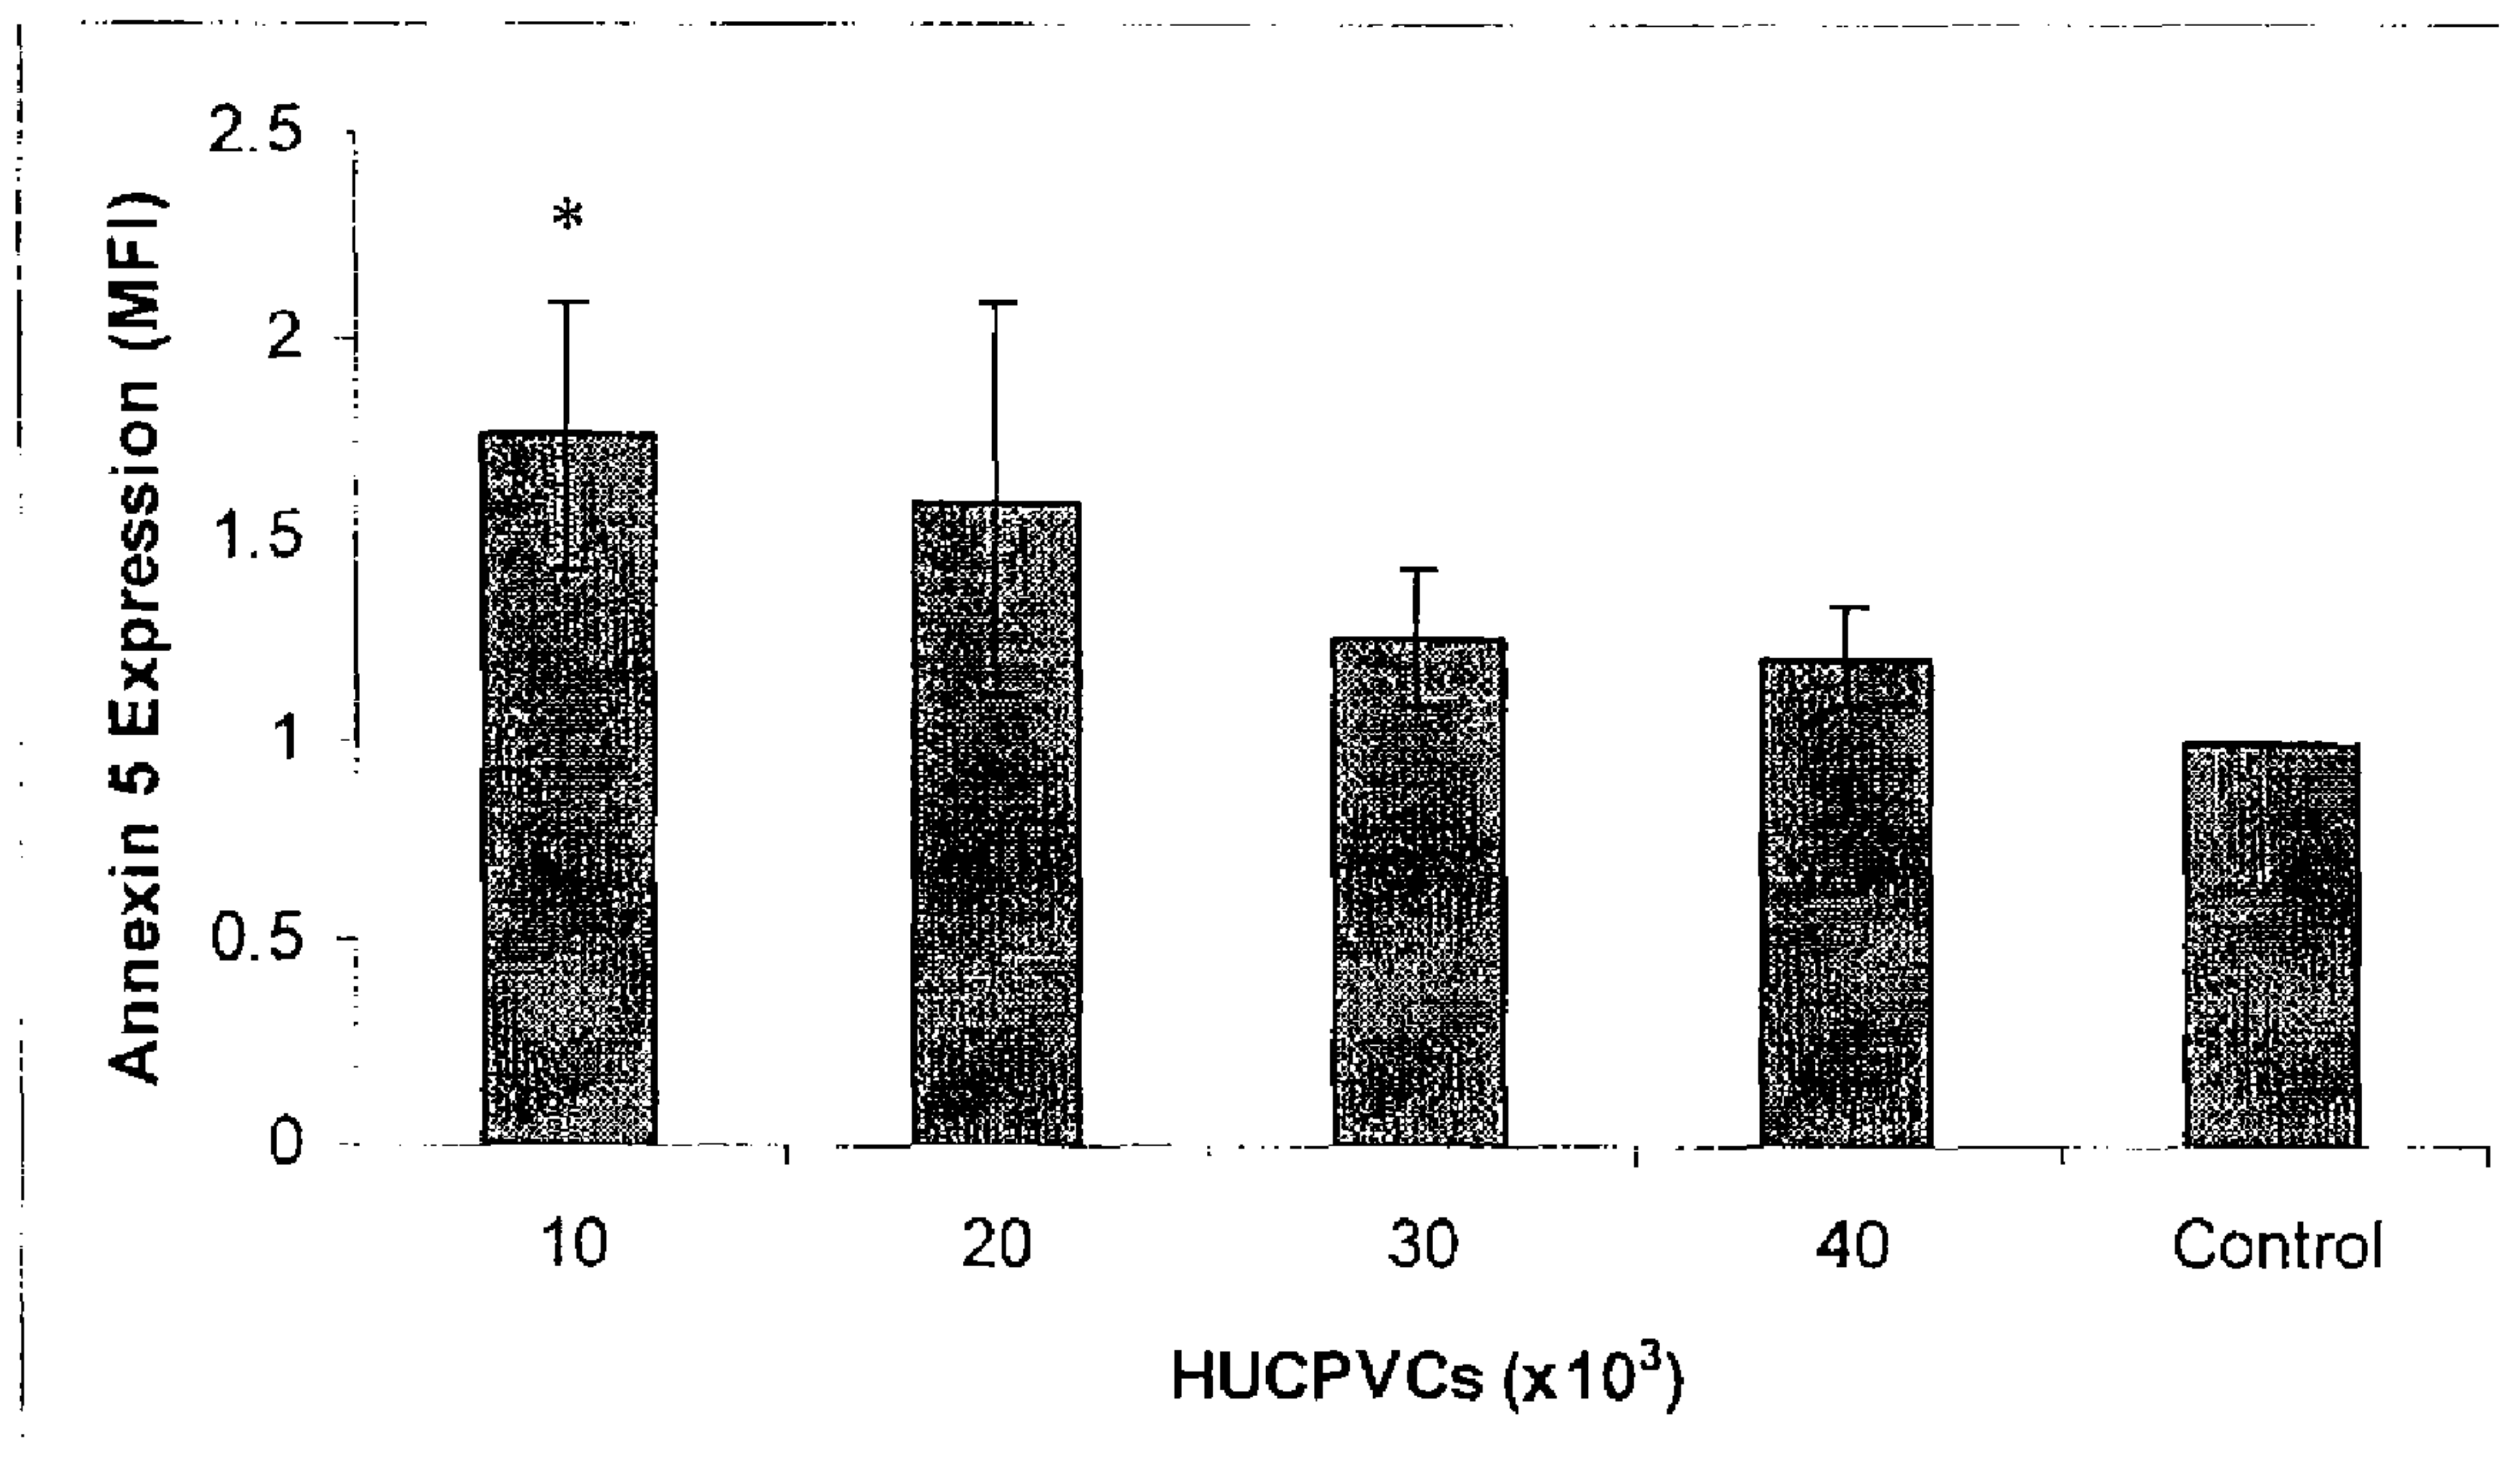 Annexin 5 Expression (MFI)
2.5
2
1.5
1
0.5
0
*
10 20 30 40 Control
HUCPVCs (x10³)